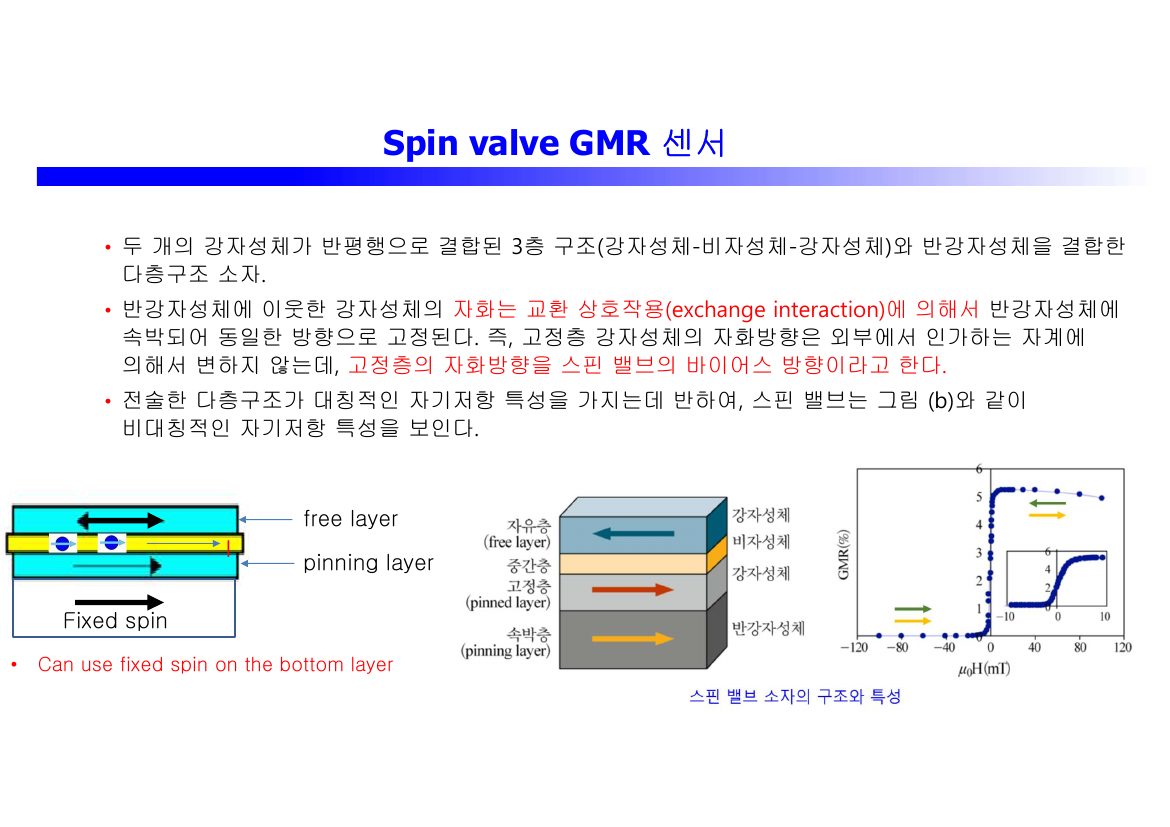 Spin valve GMR 센서
• 두 개의 강자성체가 반평행으로 결합된 3층 구조(강자성체-비자성체-강자성체)와 반강자성체을 결합한
다층구조 소자.
• 반강자성체에 이웃한 강자성체의 자화는 교환 상호작용(exchange interaction)에 의해서 반강자성체에
속박되어 동일한 방향으로 고정된다. 즉, 고정층 강자성체의 자화방향은 외부에서 인가하는 자계에
의해서 변하지 않는데, 고정층의 자화방향을 스핀 밸브의 바이어스 방향이라고 한다.
• 전술한 다층구조가 대칭적인 자기저항 특성을 가지는데 반하여, 스핀 밸브는 그림 (b)와 같이
비대칭적인 자기저항 특성을 보인다.
free layer
pinning layer
Fixed spin
• Can use fixed spin on the bottom layer
자유층
(free layer)
중간층
고정층
(pinned layer)
속박층
(pinning layer)
강자성체
비자성체
강자성체
반강자성체
GMR(%)
6
5
4
3
2
1
0
6
4
2
0
−10 0 10
−120 −80 −40 0 40 80 120
μ₀H(mT)
스핀 밸브 소자의 구조와 특성